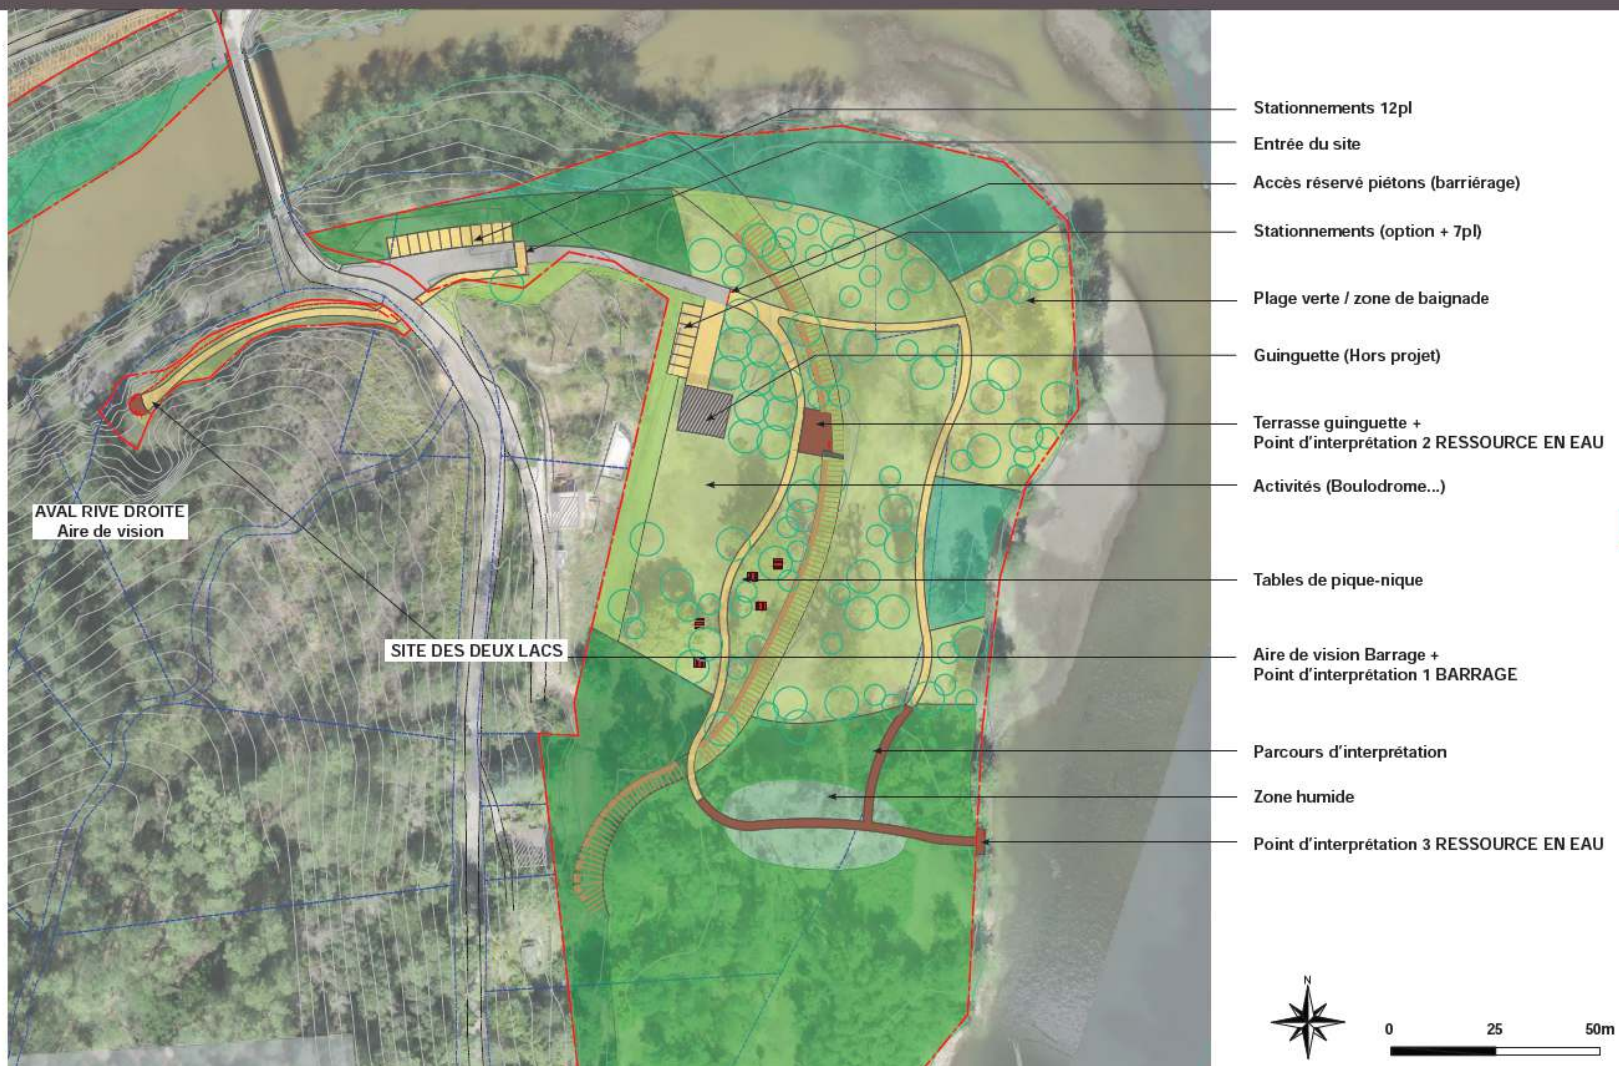 Stationnements 12pl
Entrée du site
Accès réservé piétons (barriérage)
Stationnements (option + 7pl)
Plage verte / zone de baignade
Guinguette (Hors projet)
Terrasse guinguette +
Point d'interprétation 2 RESSOURCE EN EAU
Activités (Boulodrome...)
AVAL RIVE DROITE
Aire de vision
Tables de pique-nique
SITE DES DEUX LACS
Aire de vision Barrage +
Point d'interprétation 1 BARRAGE
Parcours d'interprétation
Zone humide
Point d'interprétation 3 RESSOURCE EN EAU
N
0 25 50m